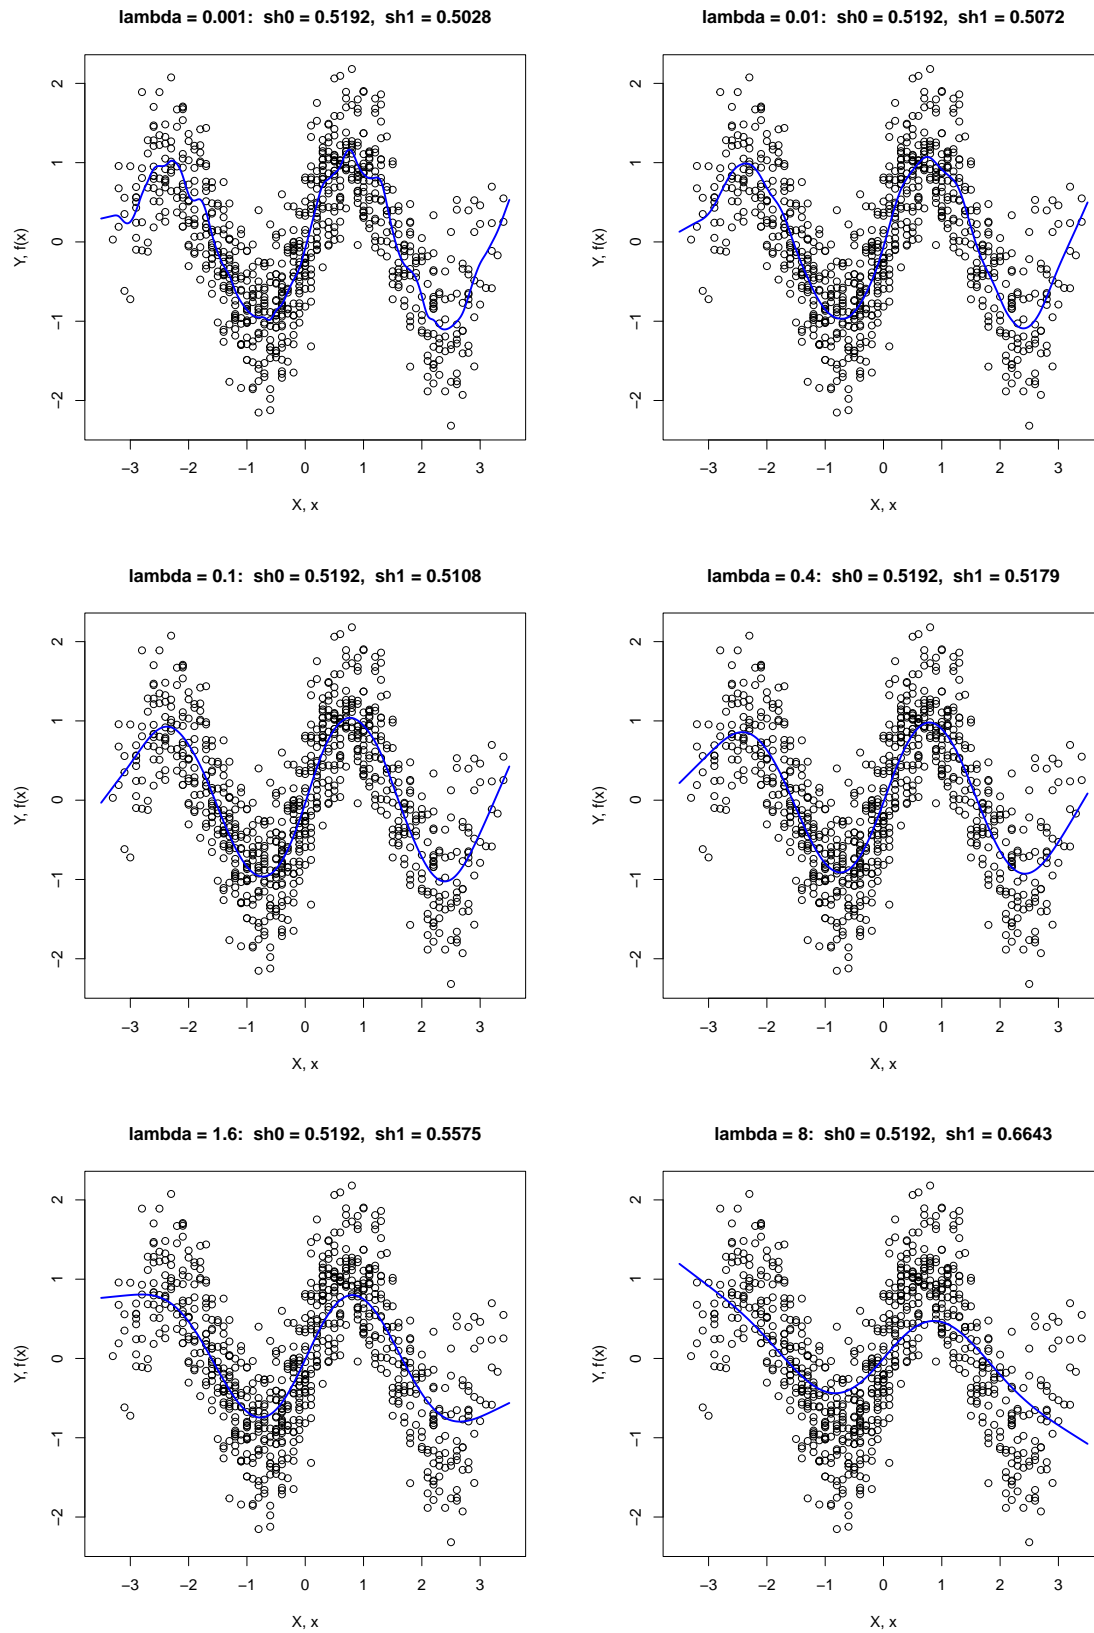 lambda = 0.001:  sh0 = 0.5192,  sh1 = 0.5028
Y, f(x)
2
1
0
−1
−2
−3 −2 −1 0 1 2 3
X, x
lambda = 0.01:  sh0 = 0.5192,  sh1 = 0.5072
Y, f(x)
2
1
0
−1
−2
−3 −2 −1 0 1 2 3
X, x
lambda = 0.1:  sh0 = 0.5192,  sh1 = 0.5108
Y, f(x)
2
1
0
−1
−2
−3 −2 −1 0 1 2 3
X, x
lambda = 0.4:  sh0 = 0.5192,  sh1 = 0.5179
Y, f(x)
2
1
0
−1
−2
−3 −2 −1 0 1 2 3
X, x
lambda = 1.6:  sh0 = 0.5192,  sh1 = 0.5575
Y, f(x)
2
1
0
−1
−2
−3 −2 −1 0 1 2 3
X, x
lambda = 8:  sh0 = 0.5192,  sh1 = 0.6643
Y, f(x)
2
1
0
−1
−2
−3 −2 −1 0 1 2 3
X, x